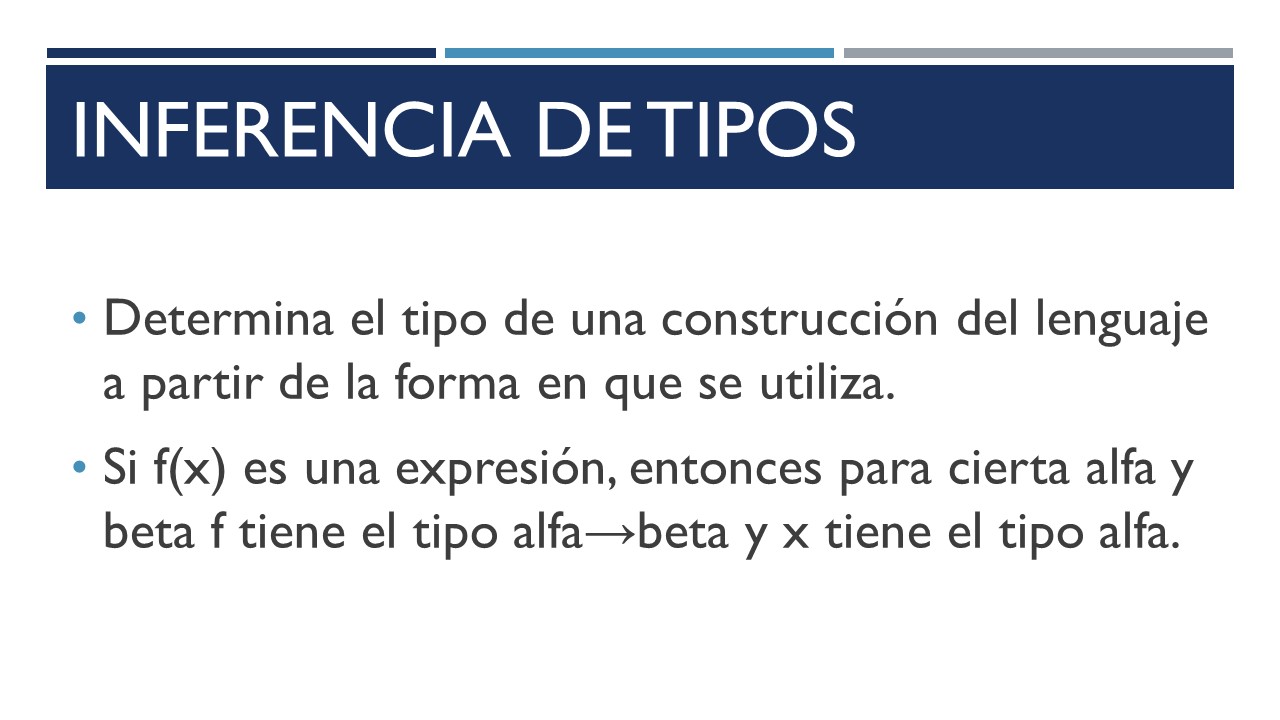 INFERENCIA DE TIPOS
• Determina el tipo de una construcción del lenguaje
a partir de la forma en que se utiliza.
• Si f(x) es una expresión, entonces para cierta alfa y
beta f tiene el tipo alfa→beta y x tiene el tipo alfa.